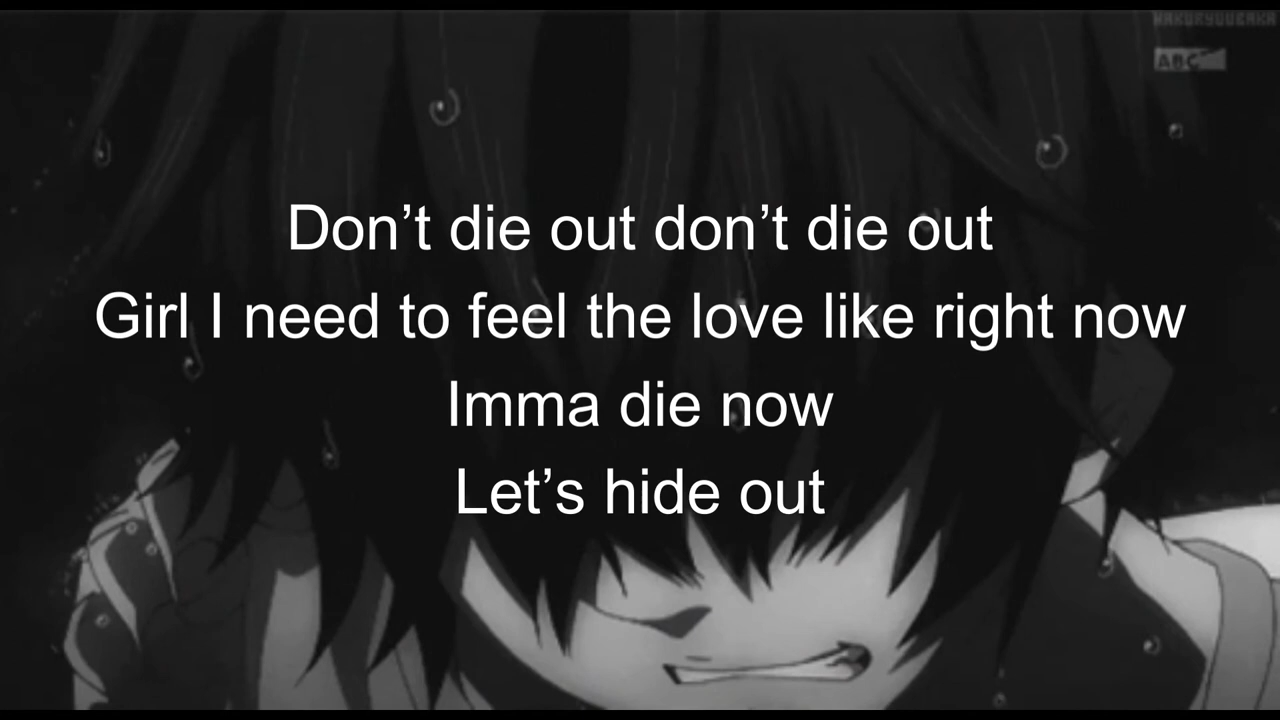 HAKURYUUGAKA
ABC
Don’t die out don’t die out
Girl I need to feel the love like right now
Imma die now
Let’s hide out